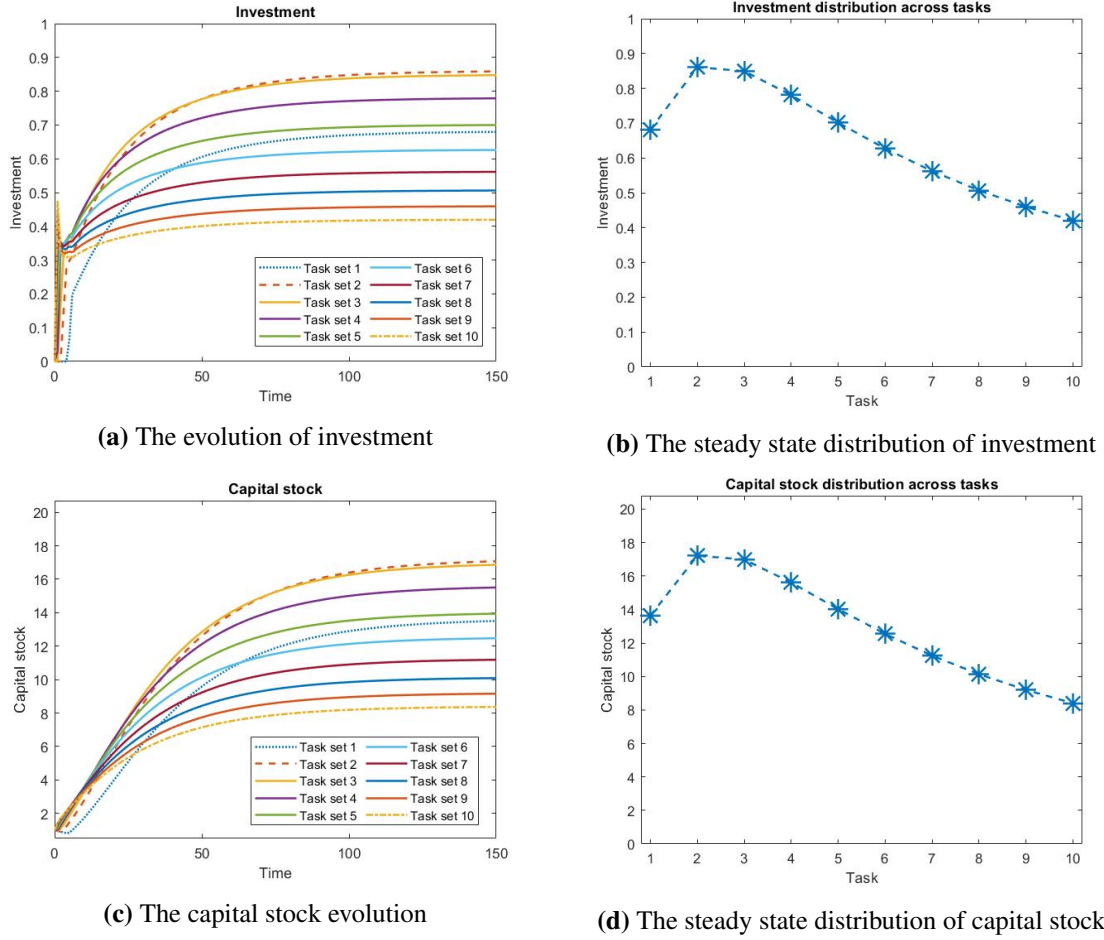 Investment
Investment
1
0.9
0.8
0.7
0.6
0.5
0.4
0.3
0.2
0.1
0
0 50 100 150
Time
Task set 1 Task set 6
Task set 2 Task set 7
Task set 3 Task set 8
Task set 4 Task set 9
Task set 5 Task set 10
(a) The evolution of investment
Investment distribution across tasks
Investment
1
0.9
0.8
0.7
0.6
0.5
0.4
0.3
0.2
0.1
0
1 2 3 4 5 6 7 8 9 10
Task
(b) The steady state distribution of investment
Capital stock
Capital stock
20
18
16
14
12
10
8
6
4
2
0 50 100 150
Time
Task set 1 Task set 6
Task set 2 Task set 7
Task set 3 Task set 8
Task set 4 Task set 9
Task set 5 Task set 10
(c) The capital stock evolution
Capital stock distribution across tasks
Capital stock
20
18
16
14
12
10
8
6
4
2
0
1 2 3 4 5 6 7 8 9 10
Task
(d) The steady state distribution of capital stock